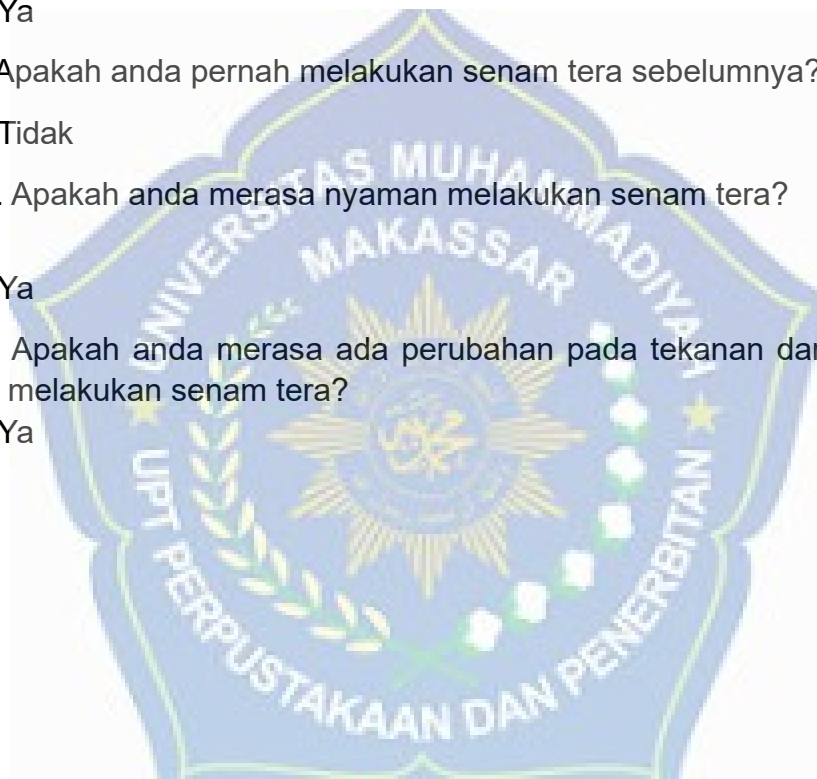 Ya
Apakah anda pernah melakukan senam tera sebelumnya?
Tidak
. Apakah anda merasa nyaman melakukan senam tera?
Ya
Apakah anda merasa ada perubahan pada tekanan dar
melakukan senam tera?
Ya
UNIVERSITAS MUHAMMADIYAH
MAKASSAR
UPT PERPUSTAKAAN DAN PENERBITAN